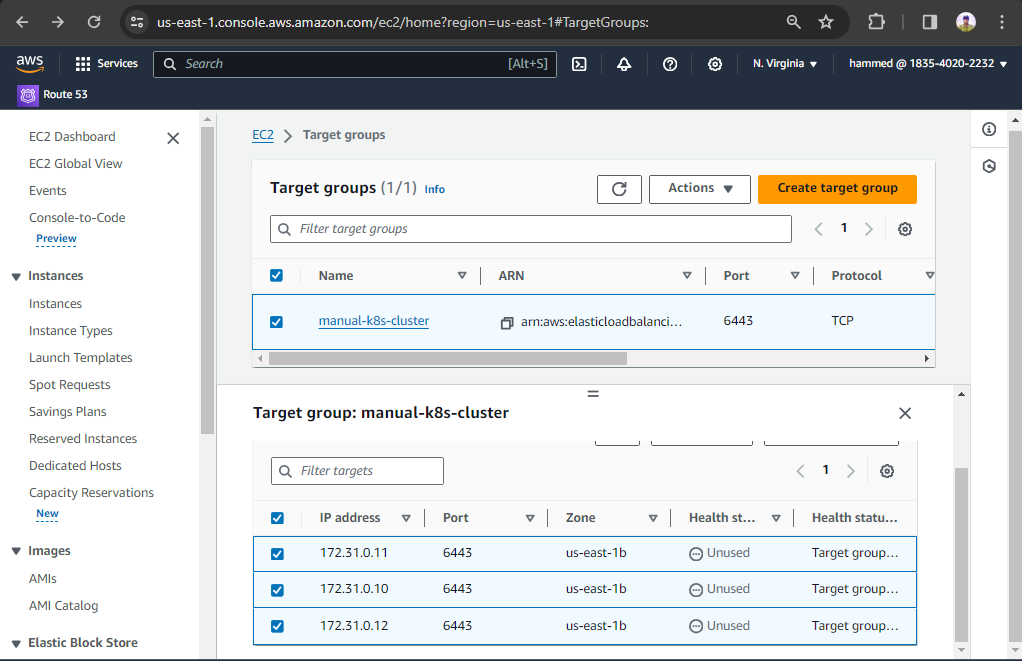 us-east-1.console.aws.amazon.com/ec2/home?region=us-east-1#TargetGroups:
aws Services Search [Alt+S] N. Virginia hammed @ 1835-4020-2232
Route 53
EC2 Dashboard
EC2 Global View
Events
Console-to-Code
Preview
Instances
Instances
Instance Types
Launch Templates
Spot Requests
Savings Plans
Reserved Instances
Dedicated Hosts
Capacity Reservations
New
Images
AMIs
AMI Catalog
Elastic Block Store
EC2 Target groups
Target groups (1/1) Info Actions Create target group
Filter target groups 1
Name ARN Port Protocol
manual-k8s-cluster arn:aws:elasticloadbalanci... 6443 TCP
Target group: manual-k8s-cluster
Filter targets 1
IP address Port Zone Health st... Health statu...
172.31.0.11 6443 us-east-1b Unused Target group...
172.31.0.10 6443 us-east-1b Unused Target group...
172.31.0.12 6443 us-east-1b Unused Target group...